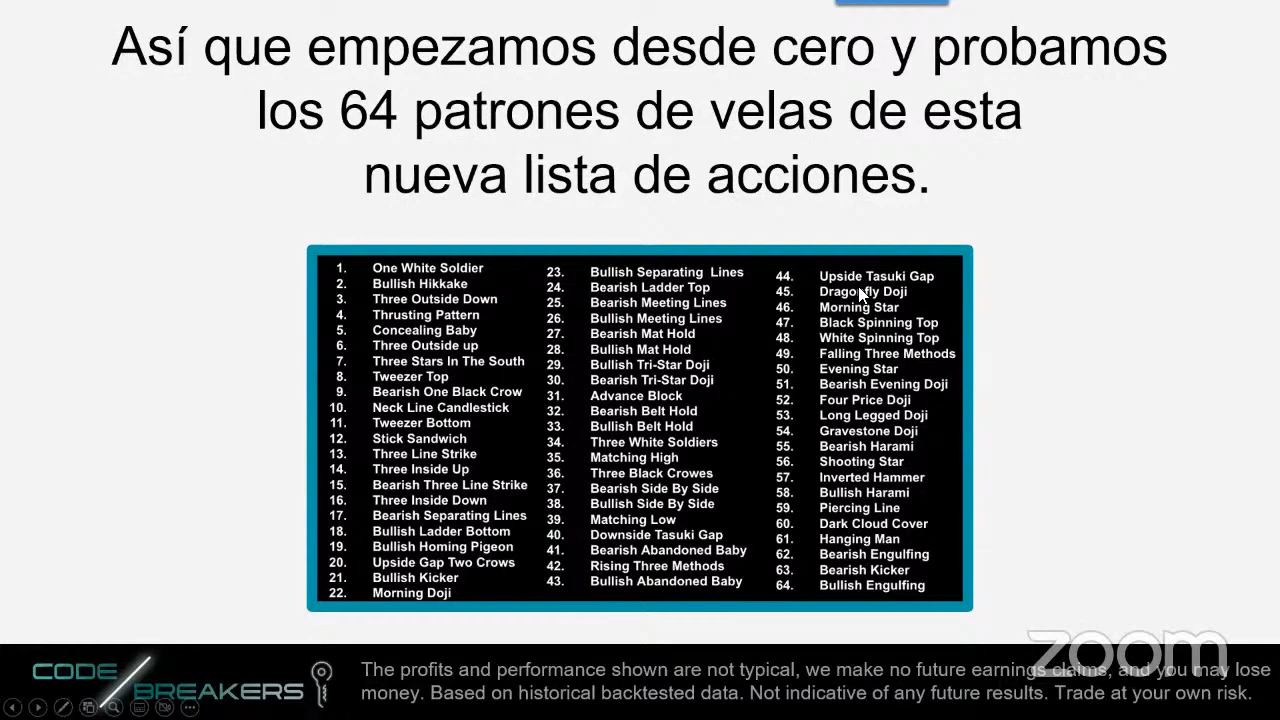 Así que empezamos desde cero y probamos
los 64 patrones de velas de esta
nueva lista de acciones.
1. One White Soldier
2. Bullish Hikkake
3. Three Outside Down
4. Thrusting Pattern
5. Concealing Baby
6. Three Outside up
7. Three Stars In The South
8. Tweezer Top
9. Bearish One Black Crow
10. Neck Line Candlestick
11. Tweezer Bottom
12. Stick Sandwich
13. Three Line Strike
14. Three Inside Up
15. Bearish Three Line Strike
16. Three Inside Down
17. Bearish Separating Lines
18. Bullish Ladder Bottom
19. Bullish Homing Pigeon
20. Upside Gap Two Crows
21. Bullish Kicker
22. Morning Doji
23. Bullish Separating Lines
24. Bearish Ladder Top
25. Bearish Meeting Lines
26. Bullish Meeting Lines
27. Bearish Mat Hold
28. Bullish Mat Hold
29. Bullish Tri-Star Doji
30. Bearish Tri-Star Doji
31. Advance Block
32. Bearish Belt Hold
33. Bullish Belt Hold
34. Three White Soldiers
35. Matching High
36. Three Black Crowes
37. Bearish Side By Side
38. Bullish Side By Side
39. Matching Low
40. Downside Tasuki Gap
41. Bearish Abandoned Baby
42. Rising Three Methods
43. Bullish Abandoned Baby
44. Upside Tasuki Gap
45. Dragonfly Doji
46. Morning Star
47. Black Spinning Top
48. White Spinning Top
49. Falling Three Methods
50. Evening Star
51. Bearish Evening Doji
52. Four Price Doji
53. Long Legged Doji
54. Gravestone Doji
55. Bearish Harami
56. Shooting Star
57. Inverted Hammer
58. Bullish Harami
59. Piercing Line
60. Dark Cloud Cover
61. Hanging Man
62. Bearish Engulfing
63. Bearish Kicker
64. Bullish Engulfing
zoom
CODE
BREAKERS
The profits and performance shown are not typical, we make no future earnings claims, and you may lose
money. Based on historical backtested data. Not indicative of any future results. Trade at your own risk.